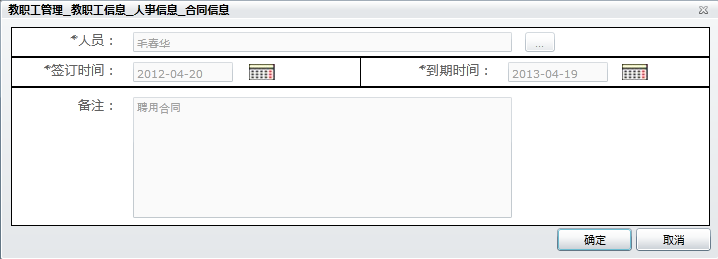 教职工管理_教职工信息_人事信息_合同信息
*人员： 毛春华 ...
*签订时间： 2012-04-20 *到期时间： 2013-04-19
备注： 聘用合同
确定 取消